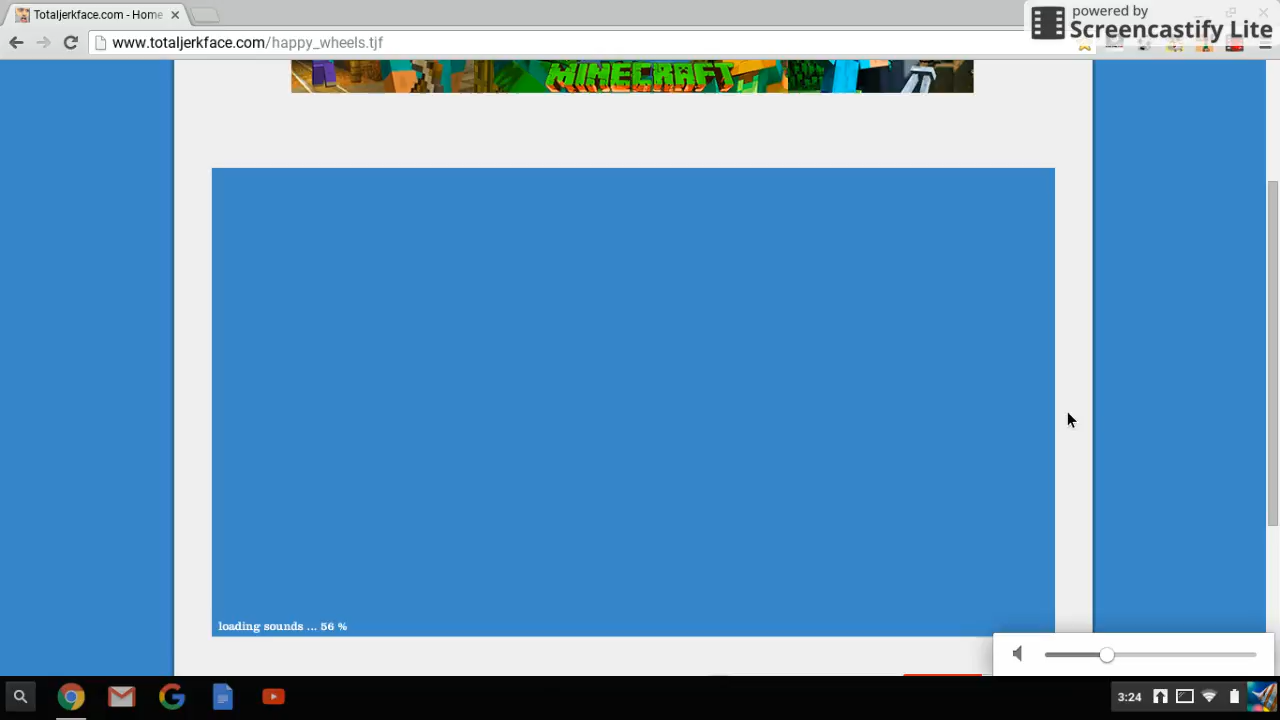 Totaljerkface.com - Home
powered by
Screencastify Lite
www.totaljerkface.com/happy_wheels.tjf
MINECRAFT
loading sounds ... 56 %
3:24